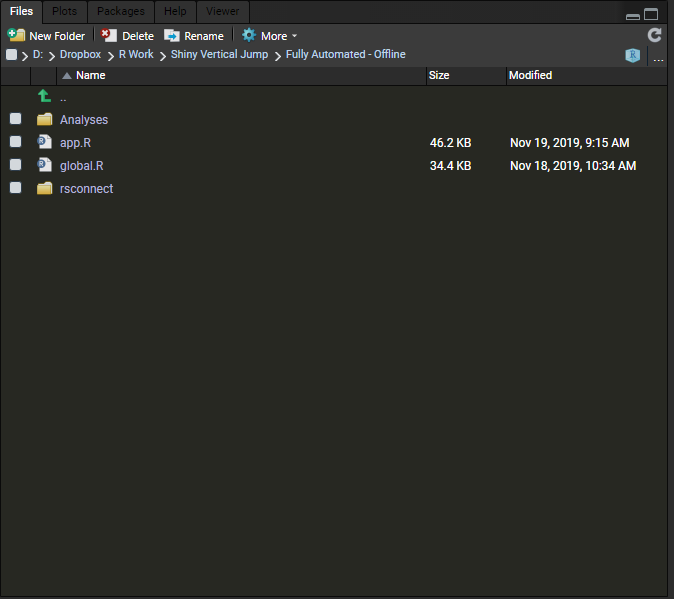 Files Plots Packages Help Viewer
New Folder Delete Rename More
D: Dropbox R Work Shiny Vertical Jump Fully Automated - Offline R ...
Name Size Modified
..
Analyses
app.R 46.2 KB Nov 19, 2019, 9:15 AM
global.R 34.4 KB Nov 18, 2019, 10:34 AM
rsconnect